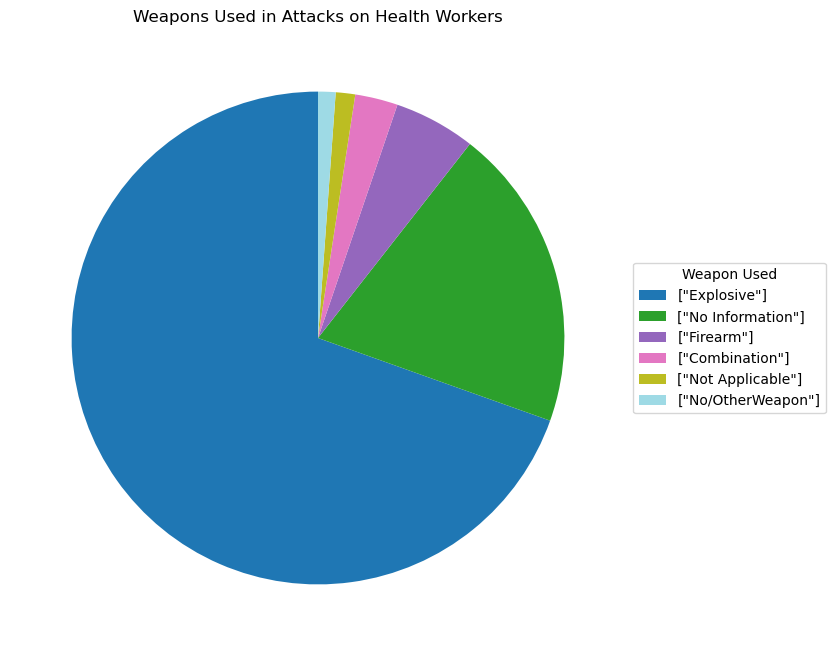 Weapons Used in Attacks on Health Workers
Weapon Used
["Explosive"]
["No Information"]
["Firearm"]
["Combination"]
["Not Applicable"]
["No/OtherWeapon"]